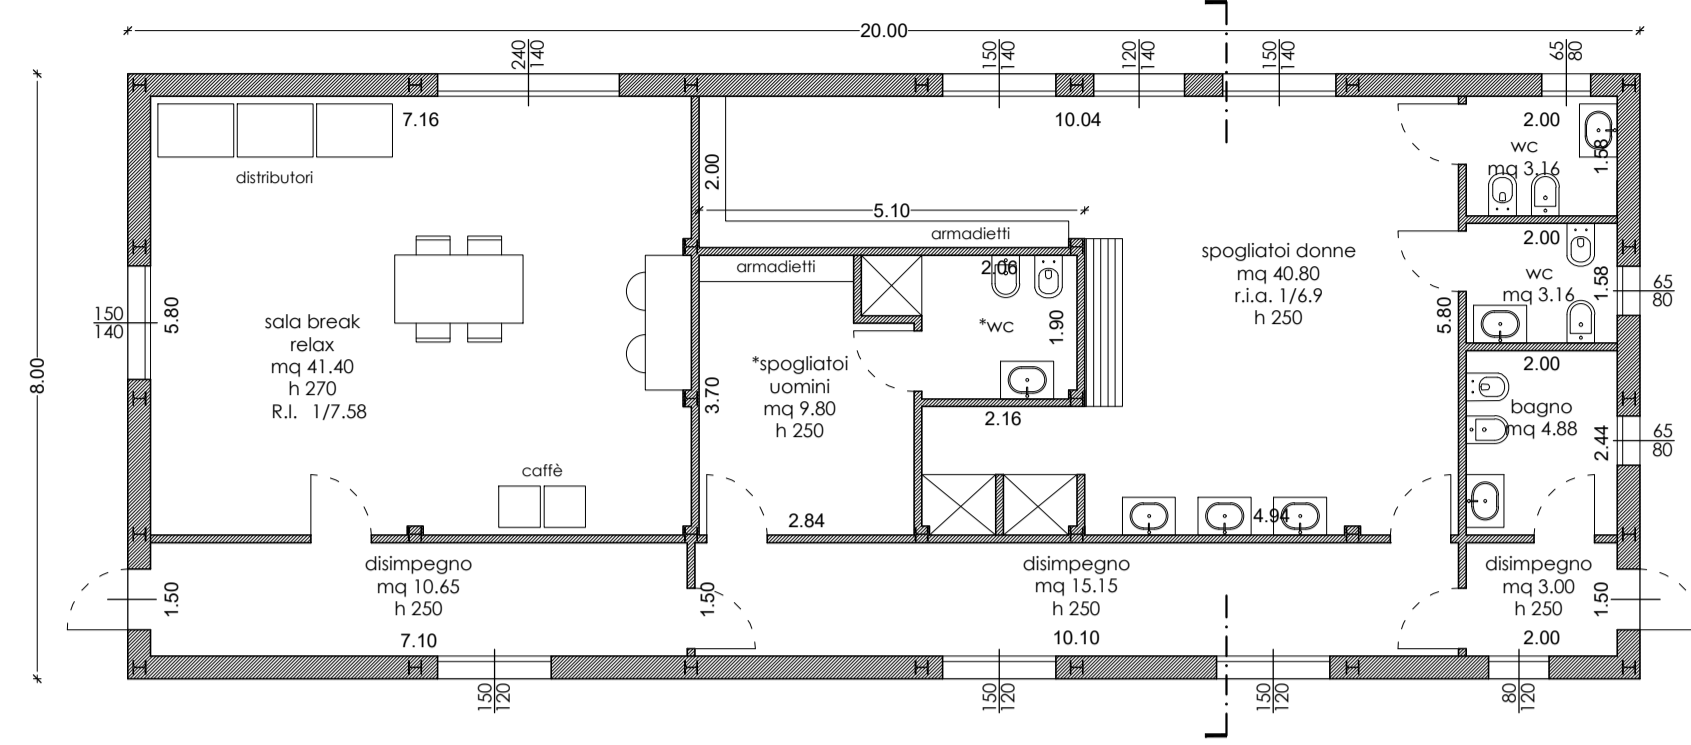 20.00
240
140
150
140
120
140
150
140
65
80
7.16
10.04
2.00
distributori
2.00
wc
mq 3.16
1.58
5.10
armadietti
armadietti
2.06
spogliatoi donne
mq 40.80
r.i.a. 1/6.9
h 250
2.00
wc
mq 3.16
1.58
65
80
150
140
5.80
sala break
relax
mq 41.40
h 270
R.I. 1/7.58
*wc
1.90
5.80
8.00
*spogliatoi
uomini
mq 9.80
h 250
3.70
2.16
2.00
bagno
mq 4.88
2.44
65
80
caffè
2.84
4.94
disimpegno
mq 10.65
h 250
1.50
7.10
1.50
disimpegno
mq 15.15
h 250
10.10
disimpegno
mq 3.00
h 250
1.50
2.00
150
120
150
120
150
120
80
120